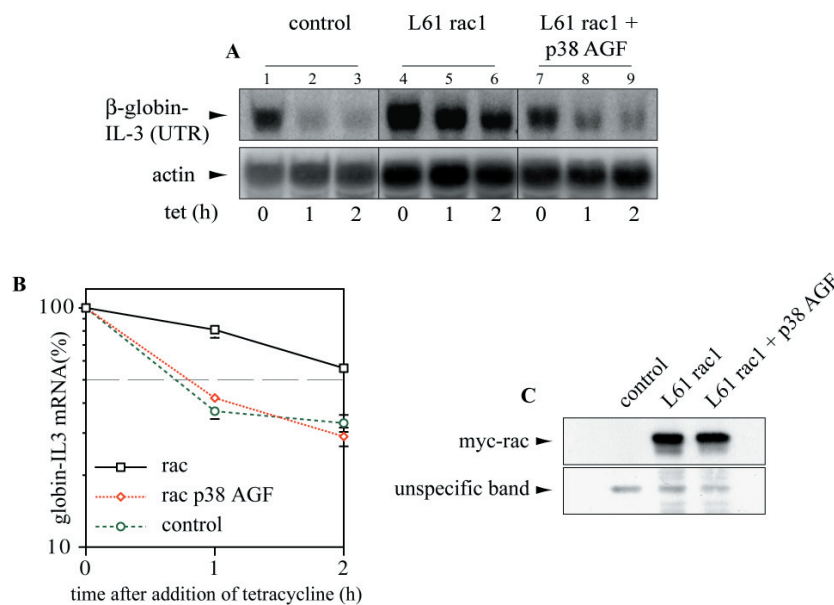 control
L61 rac1
L61 rac1 +
p38 AGF
A
1 2 3 4 5 6 7 8 9
β-globin-
IL-3 (UTR)
actin
tet (h) 0 1 2 0 1 2 0 1 2
B
100
10
globin-IL3 mRNA(%)
rac
rac p38 AGF
control
0 1 2
time after addition of tetracycline (h)
C
control
L61 rac1
L61 rac1 + p38 AGF
myc-rac
unspecific band